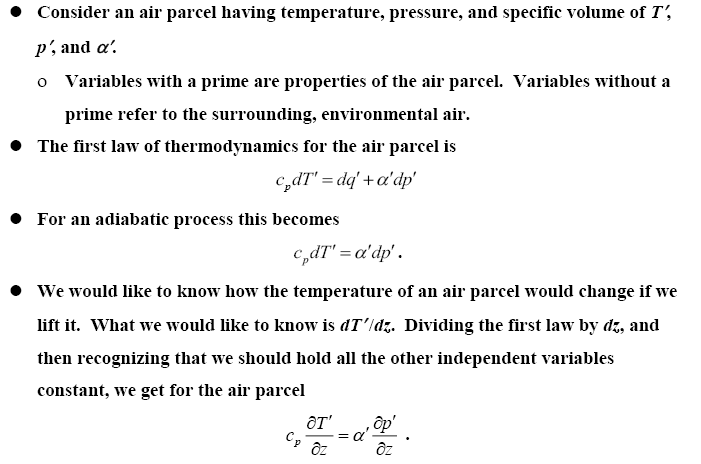 ● Consider an air parcel having temperature, pressure, and specific volume of T′,
p′, and α′.
o Variables with a prime are properties of the air parcel. Variables without a
prime refer to the surrounding, environmental air.
● The first law of thermodynamics for the air parcel is
c_p dT′ = dq′ + α′dp′
● For an adiabatic process this becomes
c_p dT′ = α′dp′ .
● We would like to know how the temperature of an air parcel would change if we
lift it. What we would like to know is dT′/dz. Dividing the first law by dz, and
then recognizing that we should hold all the other independent variables
constant, we get for the air parcel
c_p ∂T′/∂z = α′ ∂p′/∂z .